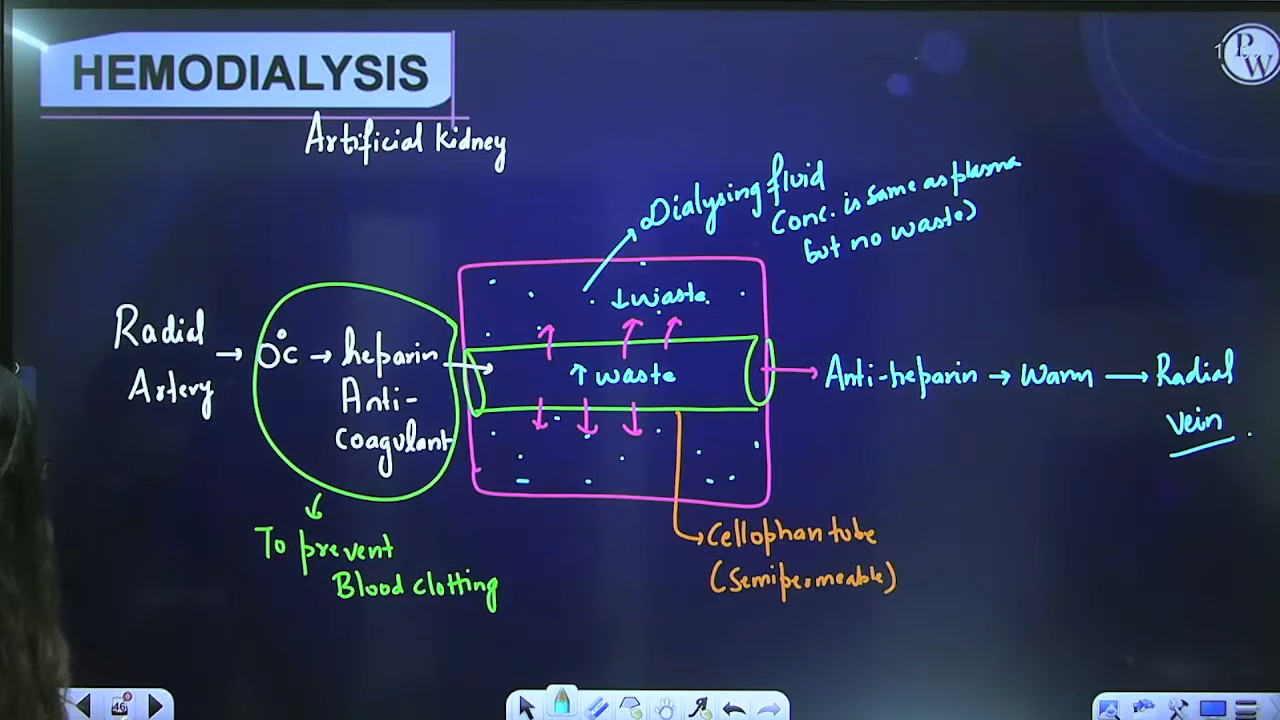 HEMODIALYSIS
PW
Artificial kidney
Dialysing fluid
(conc. is same as plasma
but no waste)
↓waste
Radial
Artery
→ 0°C → heparin
Anti-
coagulant
↑ waste
→ Anti-heparin → warm → Radial
vein
To prevent
Blood clotting
Cellophan tube
(Semipermeable)
46